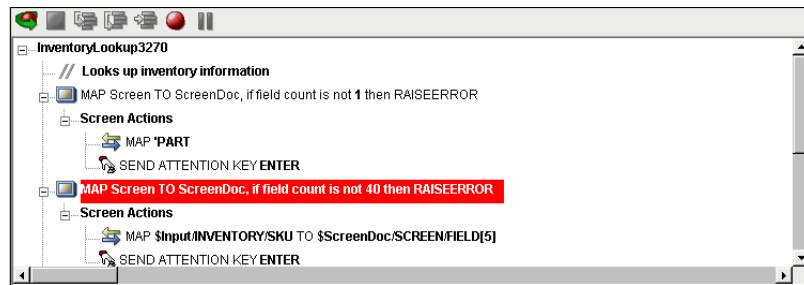 InventoryLookup3270
// Looks up inventory information
MAP Screen TO ScreenDoc, if field count is not 1 then RAISEERROR
Screen Actions
MAP 'PART
SEND ATTENTION KEY ENTER
MAP Screen TO ScreenDoc, if field count is not 40 then RAISEERROR
Screen Actions
MAP $Input/INVENTORY/SKU TO $ScreenDoc/SCREEN/FIELD[5]
SEND ATTENTION KEY ENTER